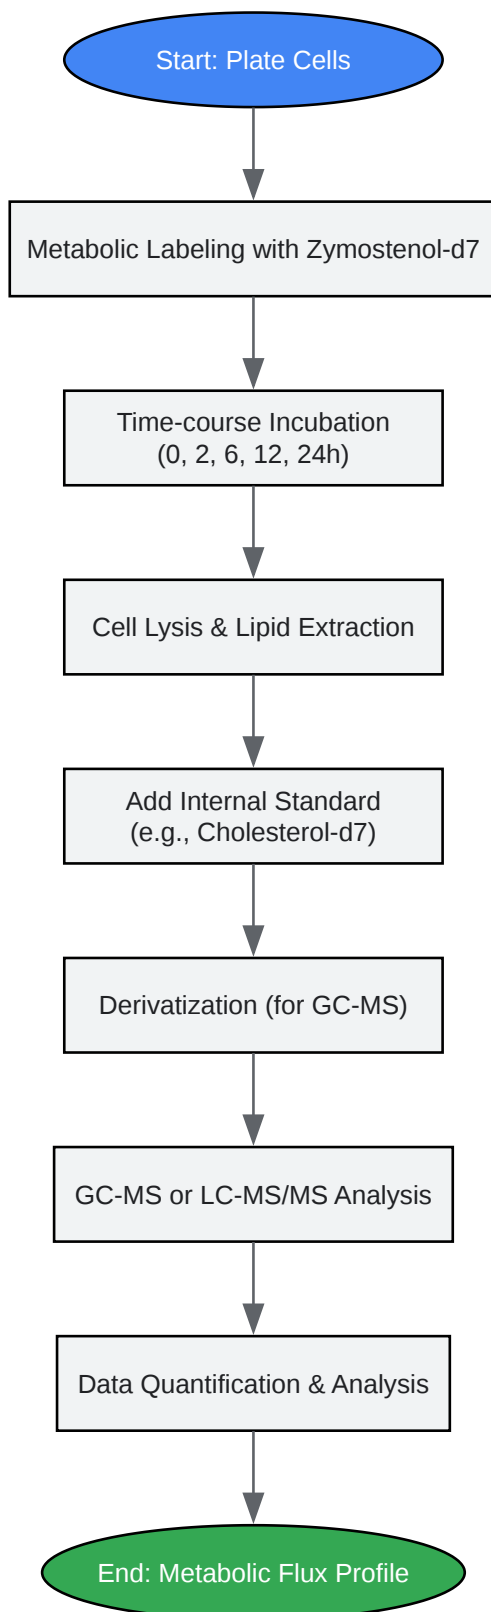 Start: Plate Cells
Metabolic Labeling with Zymostenol-d7
Time-course Incubation
(0, 2, 6, 12, 24h)
Cell Lysis & Lipid Extraction
Add Internal Standard
(e.g., Cholesterol-d7)
Derivatization (for GC-MS)
GC-MS or LC-MS/MS Analysis
Data Quantification & Analysis
End: Metabolic Flux Profile